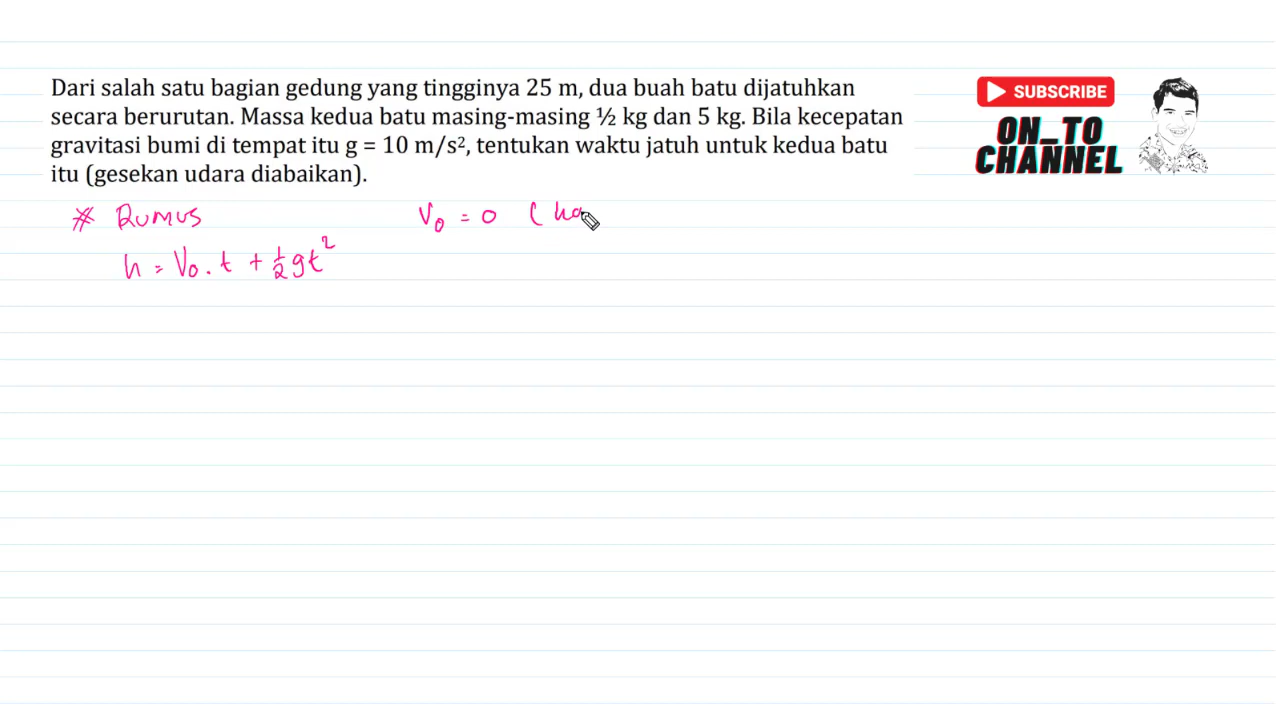 Dari salah satu bagian gedung yang tingginya 25 m, dua buah batu dijatuhkan
secara berurutan. Massa kedua batu masing-masing ½ kg dan 5 kg. Bila kecepatan
gravitasi bumi di tempat itu g = 10 m/s², tentukan waktu jatuh untuk kedua batu
itu (gesekan udara diabaikan).
SUBSCRIBE
ON_TO
CHANNEL
# Rumus
V₀ = 0 ( ka
h = V₀ . t + ½gt²